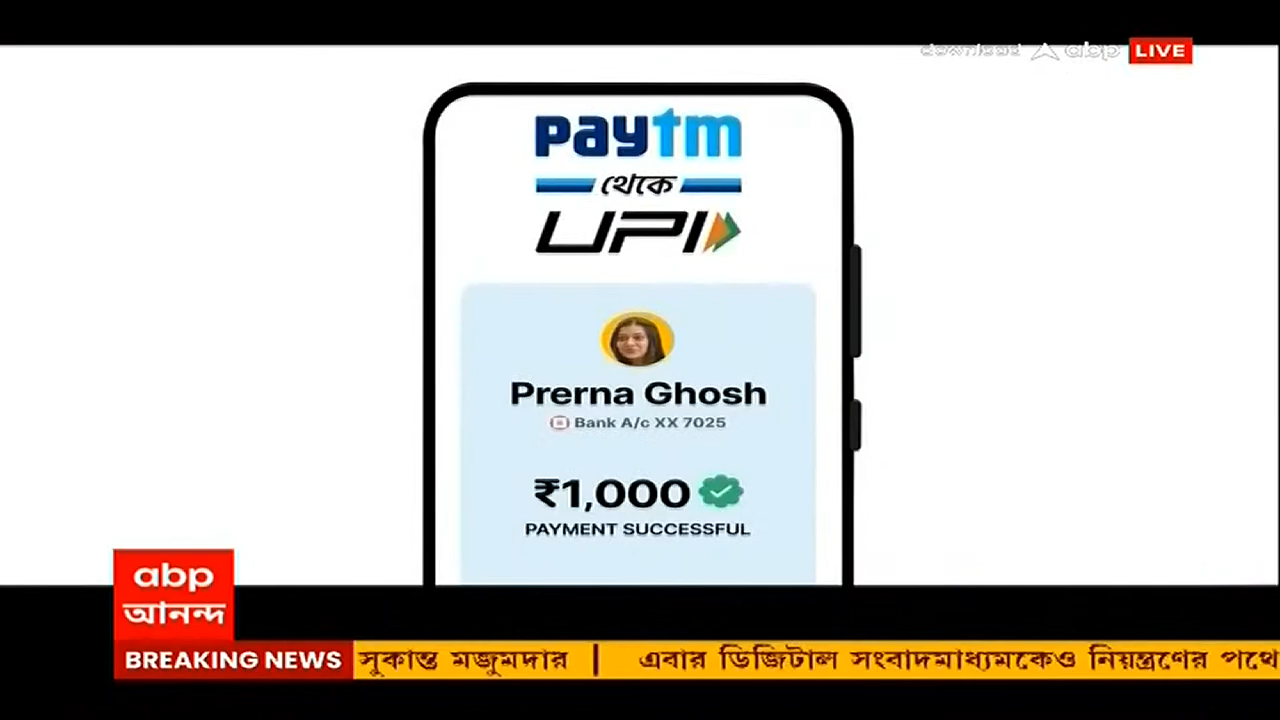 download abp LIVE
paytm
থেকে
UPI
Prerna Ghosh
Bank A/c XX 7025
₹1,000
PAYMENT SUCCESSFUL
abp
আনন্দ
BREAKING NEWS সুকান্ত মজুমদার | এবার ডিজিটাল সংবাদমাধ্যমকেও নিয়ন্ত্রণের পথে